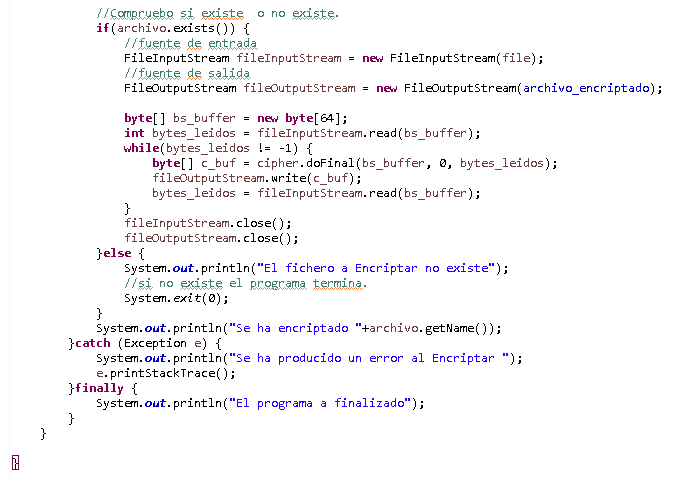 //Compruebo si existe  o no existe.
if(archivo.exists()) {
//fuente de entrada
FileInputStream fileInputStream = new FileInputStream(file);
//fuente de salida
FileOutputStream fileOutputStream = new FileOutputStream(archivo_encriptado);
byte[] bs_buffer = new byte[64];
int bytes_leidos = fileInputStream.read(bs_buffer);
while(bytes_leidos != -1) {
byte[] c_buf = cipher.doFinal(bs_buffer, 0, bytes_leidos);
fileOutputStream.write(c_buf);
bytes_leidos = fileInputStream.read(bs_buffer);
}
fileInputStream.close();
fileOutputStream.close();
}else {
System.out.println("El fichero a Encriptar no existe");
//si no existe el programa termina.
System.exit(0);
}
System.out.println("Se ha encriptado "+archivo.getName());
}catch (Exception e) {
System.out.println("Se ha producido un error al Encriptar ");
e.printStackTrace();
}finally {
System.out.println("El programa a finalizado");
}
}
}